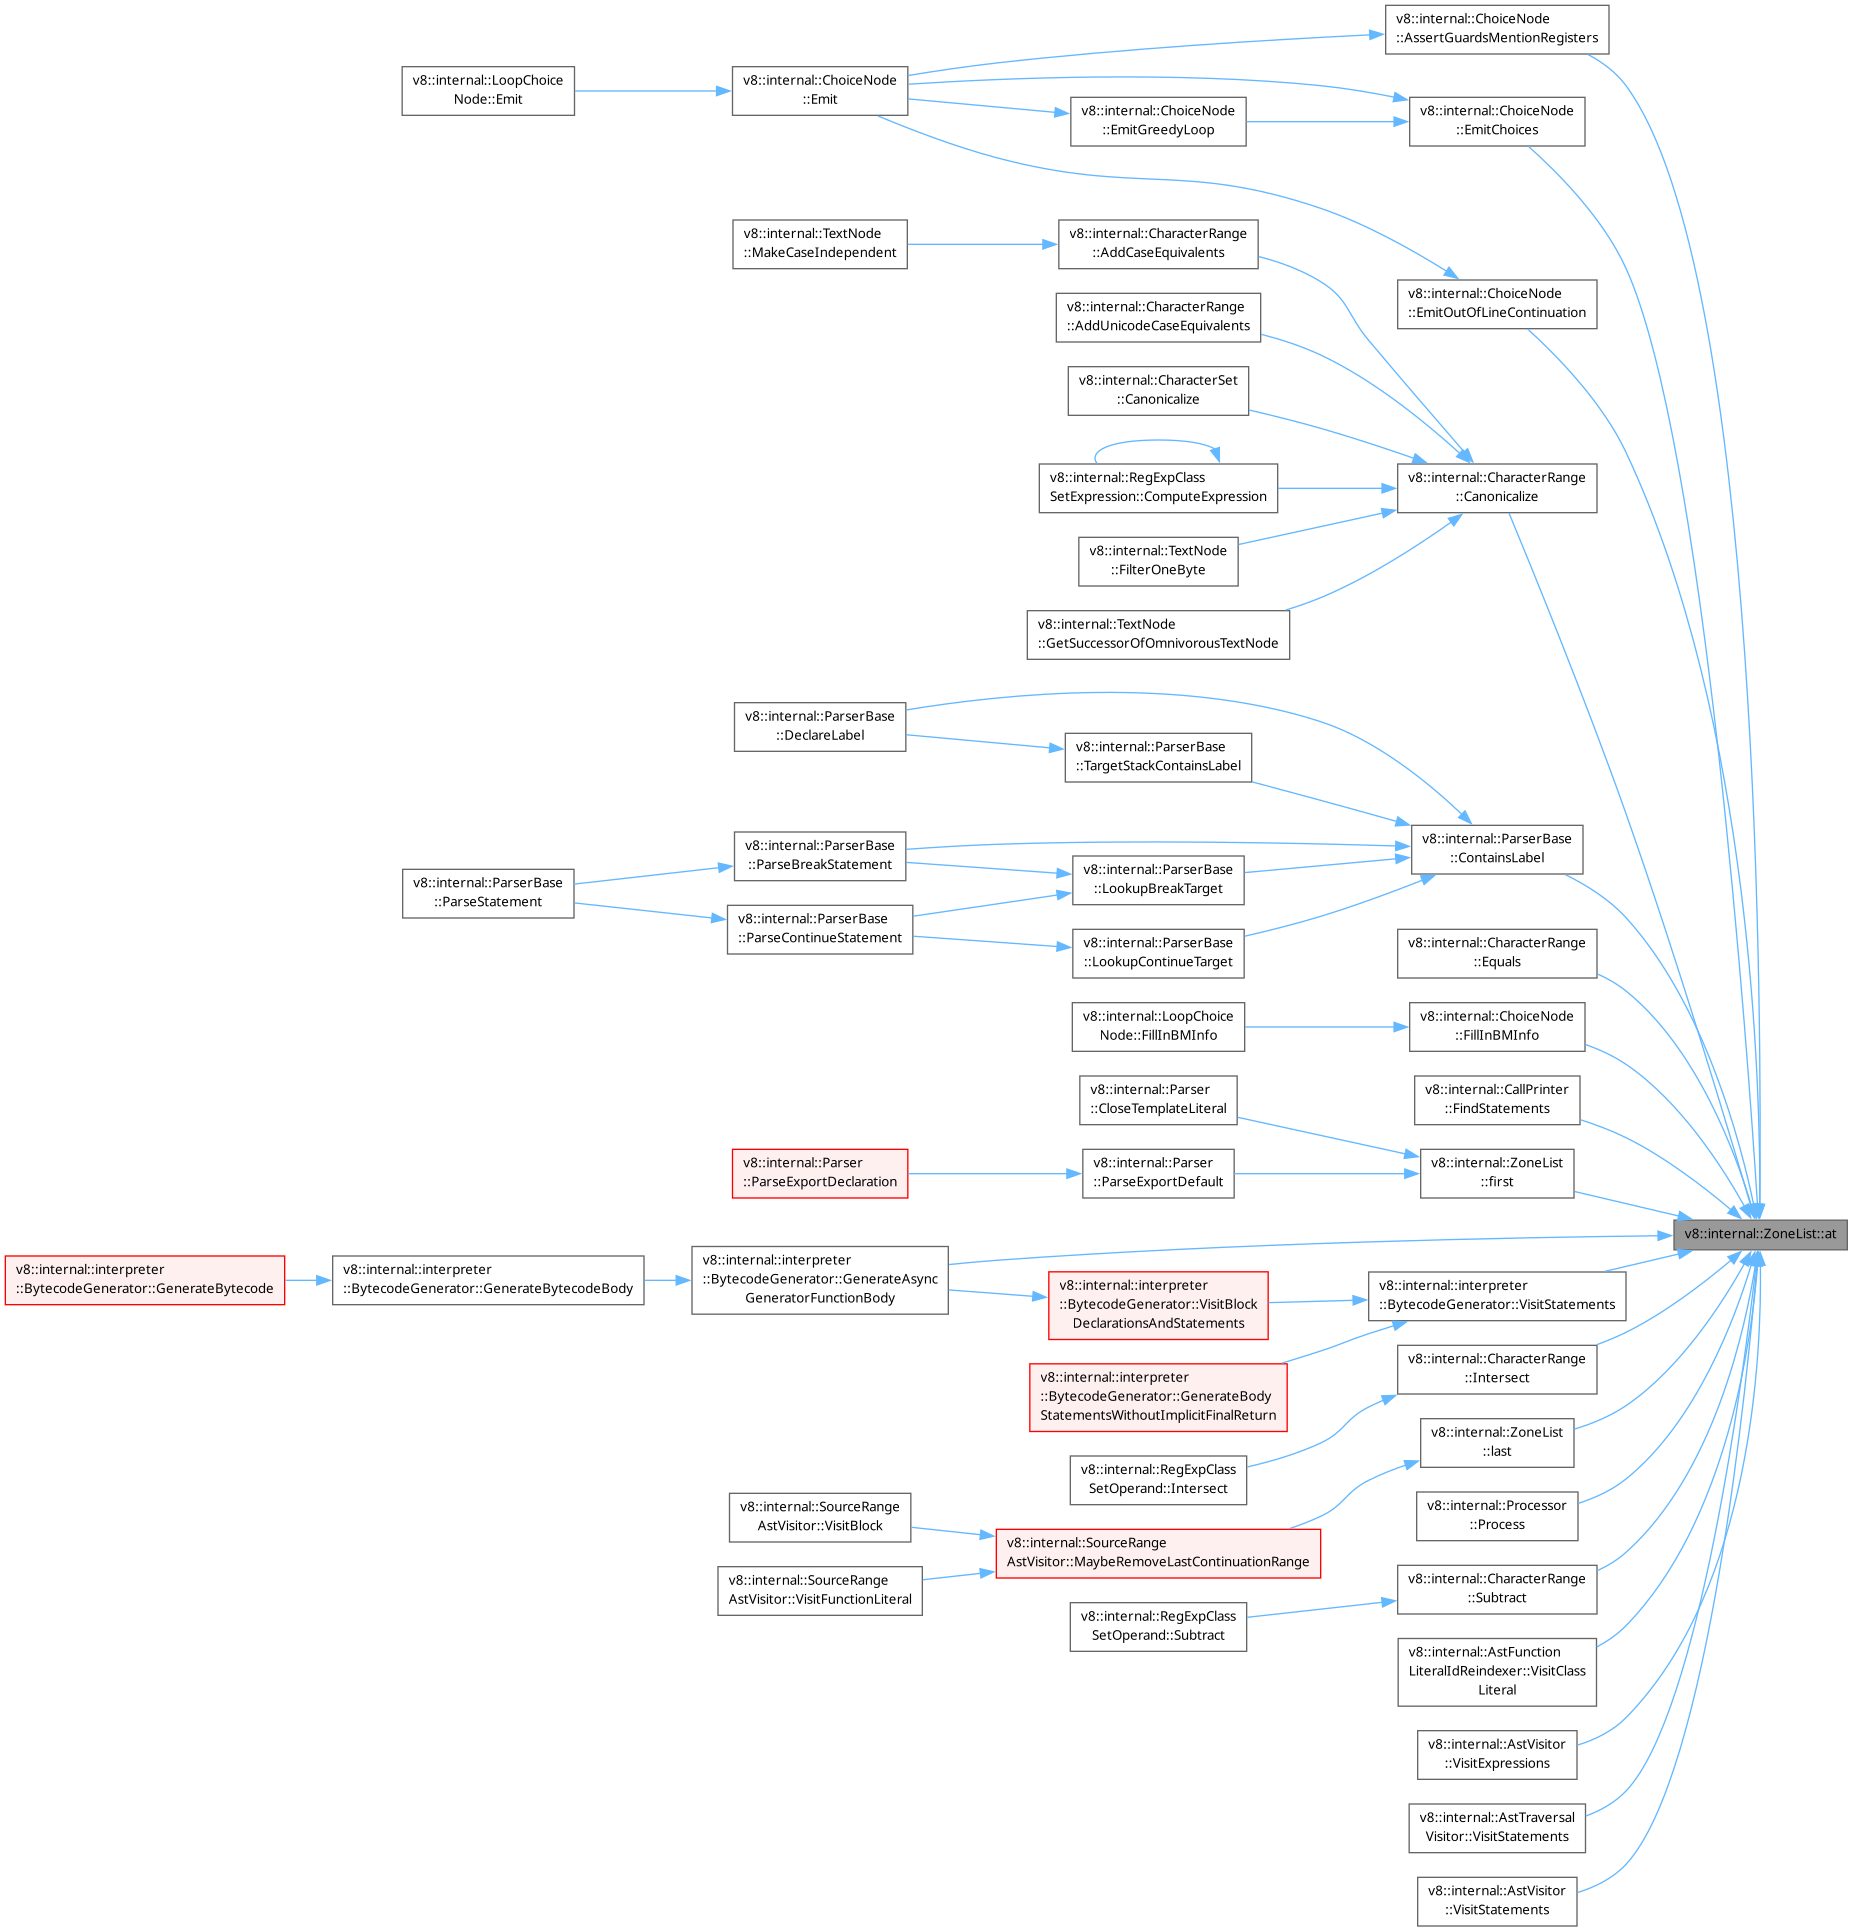 v8::internal::ChoiceNode
::AssertGuardsMentionRegisters
v8::internal::LoopChoice
Node::Emit
v8::internal::ChoiceNode
::Emit
v8::internal::ChoiceNode
::EmitGreedyLoop
v8::internal::ChoiceNode
::EmitChoices
v8::internal::TextNode
::MakeCaseIndependent
v8::internal::CharacterRange
::AddCaseEquivalents
v8::internal::ChoiceNode
::EmitOutOfLineContinuation
v8::internal::CharacterRange
::AddUnicodeCaseEquivalents
v8::internal::CharacterSet
::Canonicalize
v8::internal::RegExpClass
SetExpression::ComputeExpression
v8::internal::CharacterRange
::Canonicalize
v8::internal::TextNode
::FilterOneByte
v8::internal::TextNode
::GetSuccessorOfOmnivorousTextNode
v8::internal::ParserBase
::DeclareLabel
v8::internal::ParserBase
::TargetStackContainsLabel
v8::internal::ParserBase
::ContainsLabel
v8::internal::ParserBase
::ParseBreakStatement
v8::internal::ParserBase
::LookupBreakTarget
v8::internal::ParserBase
::ParseStatement
v8::internal::ParserBase
::ParseContinueStatement
v8::internal::ParserBase
::LookupContinueTarget
v8::internal::CharacterRange
::Equals
v8::internal::LoopChoice
Node::FillInBMInfo
v8::internal::ChoiceNode
::FillInBMInfo
v8::internal::Parser
::CloseTemplateLiteral
v8::internal::CallPrinter
::FindStatements
v8::internal::Parser
::ParseExportDeclaration
v8::internal::Parser
::ParseExportDefault
v8::internal::ZoneList
::first
v8::internal::ZoneList::at
v8::internal::interpreter
::BytecodeGenerator::GenerateBytecode
v8::internal::interpreter
::BytecodeGenerator::GenerateBytecodeBody
v8::internal::interpreter
::BytecodeGenerator::GenerateAsync
GeneratorFunctionBody
v8::internal::interpreter
::BytecodeGenerator::VisitBlock
DeclarationsAndStatements
v8::internal::interpreter
::BytecodeGenerator::VisitStatements
v8::internal::interpreter
::BytecodeGenerator::GenerateBody
StatementsWithoutImplicitFinalReturn
v8::internal::CharacterRange
::Intersect
v8::internal::RegExpClass
SetOperand::Intersect
v8::internal::ZoneList
::last
v8::internal::SourceRange
AstVisitor::VisitBlock
v8::internal::Processor
::Process
v8::internal::SourceRange
AstVisitor::MaybeRemoveLastContinuationRange
v8::internal::SourceRange
AstVisitor::VisitFunctionLiteral
v8::internal::CharacterRange
::Subtract
v8::internal::RegExpClass
SetOperand::Subtract
v8::internal::AstFunction
LiteralIdReindexer::VisitClass
Literal
v8::internal::AstVisitor
::VisitExpressions
v8::internal::AstTraversal
Visitor::VisitStatements
v8::internal::AstVisitor
::VisitStatements